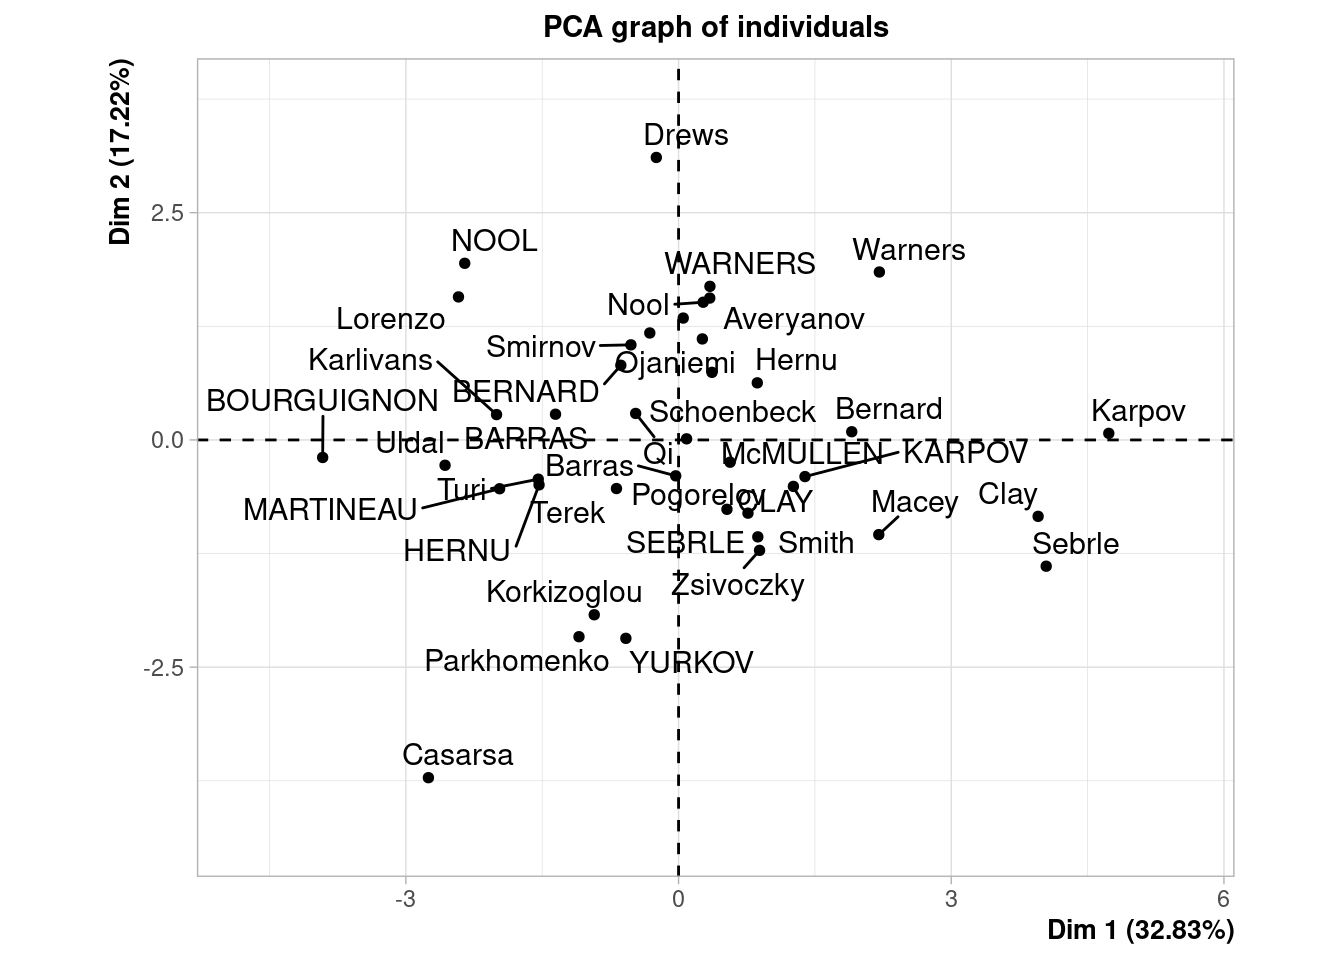 PCA graph of individuals
Dim 2 (17.22%)
Drews
2.5
NOOL
Warners
WARNERS
Nool
Lorenzo
Averyanov
Smirnov
Karlivans
Ojaniemi
Hernu
BERNARD
BOURGUIGNON
Schoenbeck
Bernard
Karpov
0.0
Uldal
BARRAS
Qi
McMULLEN
KARPOV
Barras
Turi
Pogorelov
CLAY
Macey
Clay
MARTINEAU
Terek
HERNU
SEBRLE
Smith
Sebrle
Zsivoczky
Korkizoglou
-2.5
Parkhomenko
YURKOV
Casarsa
-3
0
3
6
Dim 1 (32.83%)